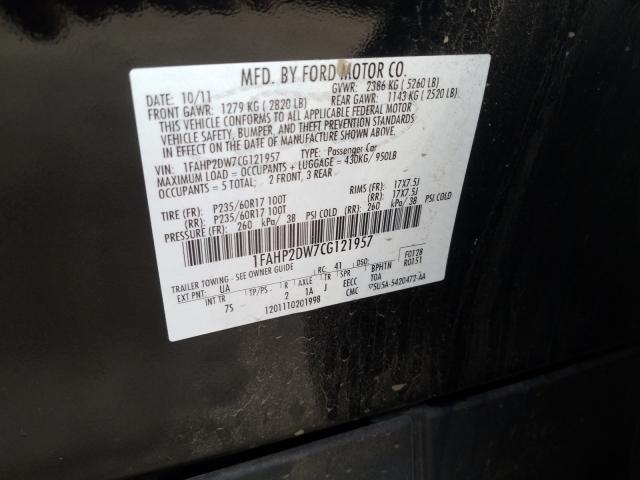 MFD. BY FORD MOTOR CO.
DATE: 10/11 GVWR: 2386 KG ( 5260 LB)
FRONT GAWR: 1279 KG ( 2820 LB) REAR GAWR: 1143 KG ( 2520 LB)
THIS VEHICLE CONFORMS TO ALL APPLICABLE FEDERAL MOTOR
VEHICLE SAFETY, BUMPER, AND THEFT PREVENTION STANDARDS
IN EFFECT ON THE DATE OF MANUFACTURE SHOWN ABOVE.
VIN: 1FAHP2DW7CG121957 TYPE: Passenger Car
MAXIMUM LOAD = OCCUPANTS + LUGGAGE = 430KG/ 950LB
OCCUPANTS = 5 TOTAL; 2 FRONT, 3 REAR
TIRE (FR): P235/60R17 100T RIMS (FR): 17X7.5J
(RR): P235/60R17 100T (RR): 17X7.5J
PRESSURE (FR): 260 kPa/ 38 PSI COLD (RR): 260 kPa/ 38 PSI COLD
1FAHP2DW7CG121957
TRAILER TOWING - SEE OWNER GUIDE F0128
RC: 41 DSO: R0151
EXT PNT: UA INT TR TP/PS R AXLE TR SPR BPHTN
75 2 1A J EECC TOA
1201110201998 CMC 5U5A-5420472-AA